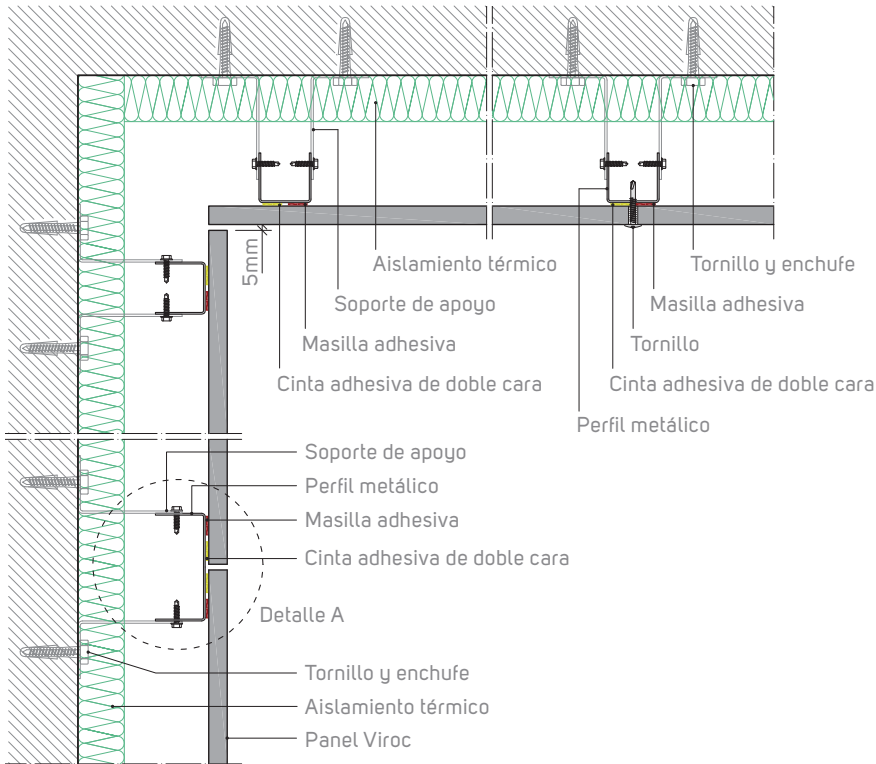 5mm
Aislamiento térmico
Tornillo y enchufe
Soporte de apoyo
Masilla adhesiva
Masilla adhesiva
Tornillo
Cinta adhesiva de doble cara
Cinta adhesiva de doble cara
Perfil metálico
Soporte de apoyo
Perfil metálico
Masilla adhesiva
Cinta adhesiva de doble cara
Detalle A
Tornillo y enchufe
Aislamiento térmico
Panel Viroc